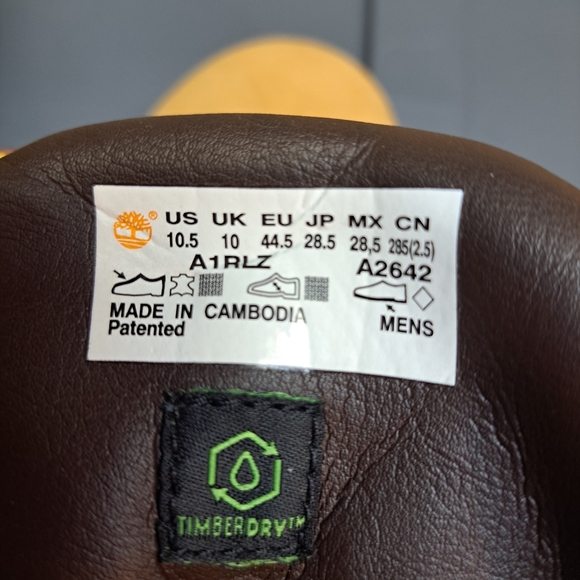 ® US UK EU JP MX CN
10.5 10 44.5 28.5 28,5 285(2.5)
A1RLZ A2642
MADE IN CAMBODIA
Patented MENS
TIMBERDRY™